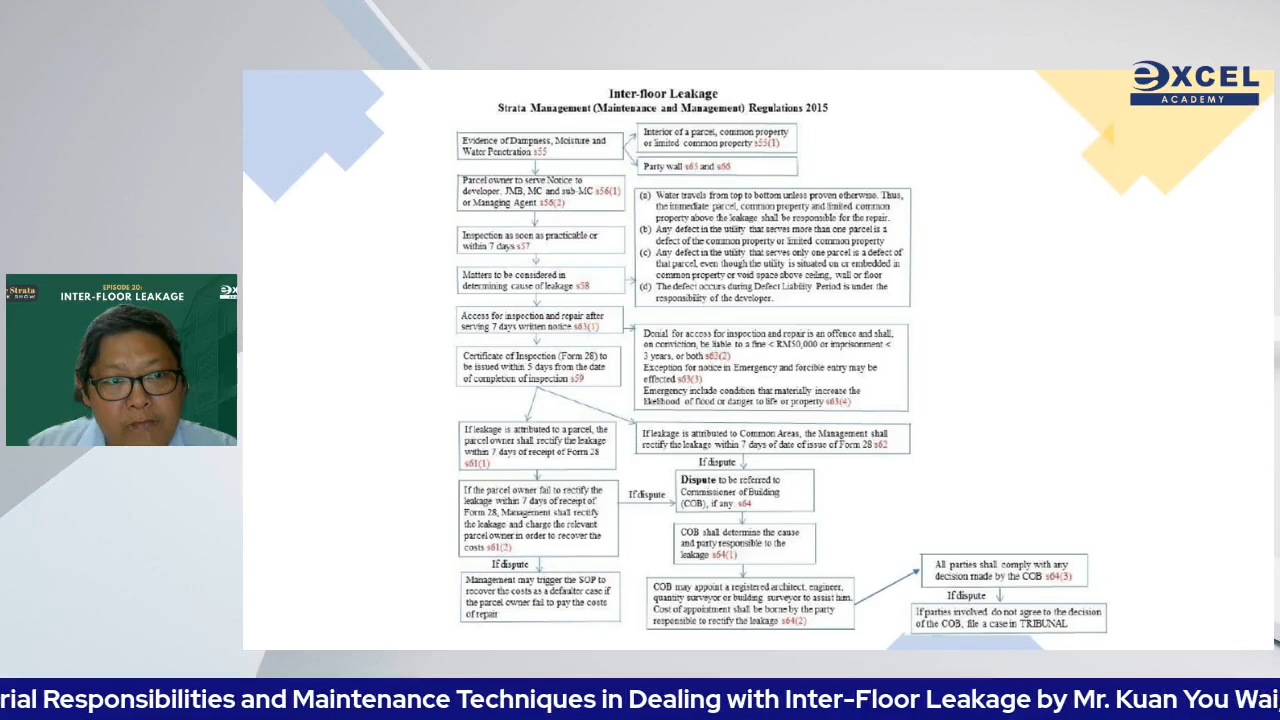 EXCEL
ACADEMY
Inter-floor Leakage
Strata Management (Maintenance and Management) Regulations 2015
Evidence of Dampness, Moisture and
Water Penetration s55
Interior of a parcel, common property
or limited common property s55(1)
Party wall s65 and s66
Parcel owner to serve Notice to
developer, JMB, MC and sub-MC s56(1)
or Managing Agent s56(2)
Inspection as soon as practicable or
within 7 days s57
Matters to be considered in
determining cause of leakage s58
(a) Water travels from top to bottom unless proven otherwise. Thus,
the immediate parcel, common property and limited common
property above the leakage shall be responsible for the repair.
(b) Any defect in the utility that serves more than one parcel is a
defect of the common property or limited common property
(c) Any defect in the utility that serves only one parcel is a defect of
that parcel, even though the utility is situated on or embedded in
common property or void space above ceiling, wall or floor
(d) The defect occurs during Defect Liability Period is under the
responsibility of the developer.
Access for inspection and repair after
serving 7 days written notice s63(1)
Denial for access for inspection and repair is an offence and shall,
on conviction, be liable to a fine < RM50,000 or imprisonment <
3 years, or both s63(2)
Exception for notice in Emergency and forcible entry may be
effected s63(3)
Emergency include condition that materially increase the
likelihood of flood or danger to life or property s63(4)
Certificate of Inspection (Form 28) to
be issued within 5 days from the date
of completion of inspection s59
If leakage is attributed to a parcel, the
parcel owner shall rectify the leakage
within 7 days of receipt of Form 28
s61(1)
If leakage is attributed to Common Areas, the Management shall
rectify the leakage within 7 days of date of issue of Form 28 s62
If dispute
If the parcel owner fail to rectify the
leakage within 7 days of receipt of
Form 28, Management shall rectify
the leakage and charge the relevant
parcel owner in order to recover the
costs s61(2)
If dispute
Dispute to be referred to
Commissioner of Building
(COB), if any s64
COB shall determine the cause
and party responsible to the
leakage s64(1)
If dispute
Management may trigger the SOP to
recover the costs as a defaulter case if
the parcel owner fail to pay the costs
of repair
COB may appoint a registered architect, engineer,
quantity surveyor or building surveyor to assist him.
Cost of appointment shall be borne by the party
responsible to rectify the leakage s64(2)
All parties shall comply with any
decision made by the COB s64(3)
If dispute
If parties involved do not agree to the decision
of the COB, file a case in TRIBUNAL
Strata
K SHOW
EPISODE 20:
INTER-FLOOR LEAKAGE
rial Responsibilities and Maintenance Techniques in Dealing with Inter-Floor Leakage by Mr. Kuan You Wai,